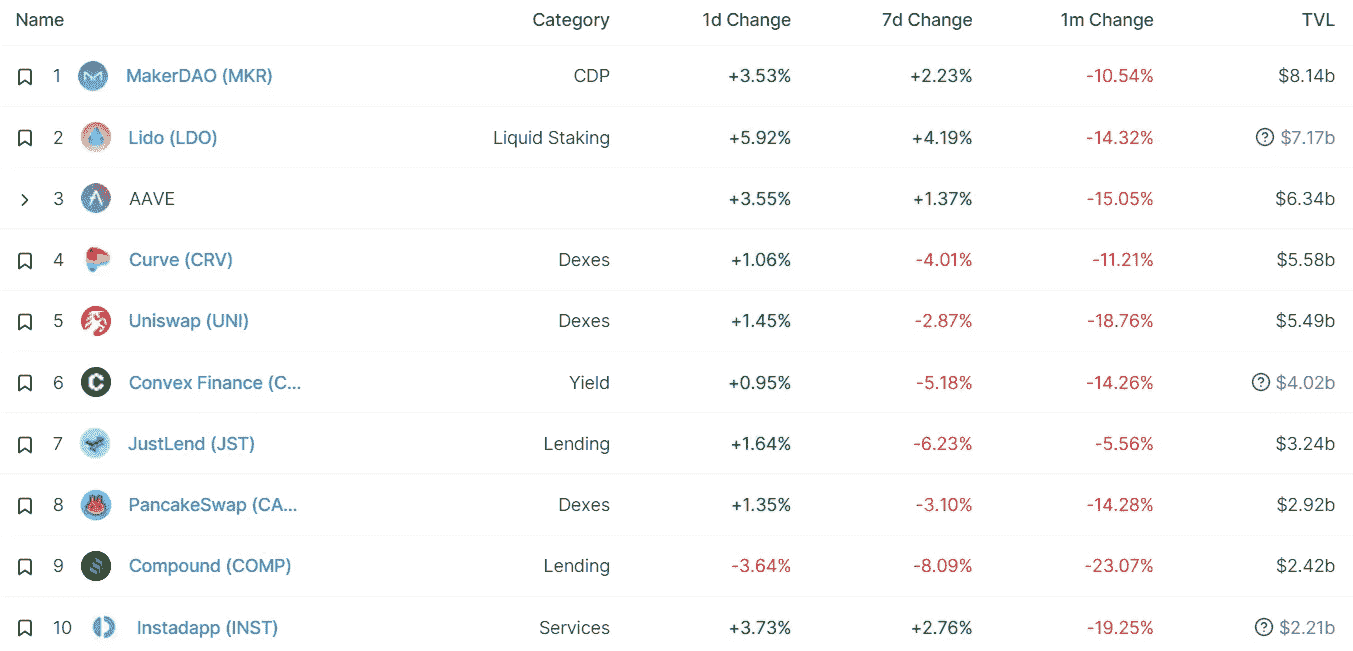 Name Category 1d Change 7d Change 1m Change TVL
1 MakerDAO (MKR) CDP +3.53% +2.23% -10.54% $8.14b
2 Lido (LDO) Liquid Staking +5.92% +4.19% -14.32% ? $7.17b
3 AAVE +3.55% +1.37% -15.05% $6.34b
4 Curve (CRV) Dexes +1.06% -4.01% -11.21% $5.58b
5 Uniswap (UNI) Dexes +1.45% -2.87% -18.76% $5.49b
6 Convex Finance (C... Yield +0.95% -5.18% -14.26% ? $4.02b
7 JustLend (JST) Lending +1.64% -6.23% -5.56% $3.24b
8 PancakeSwap (CA... Dexes +1.35% -3.10% -14.28% $2.92b
9 Compound (COMP) Lending -3.64% -8.09% -23.07% $2.42b
10 Instadapp (INST) Services +3.73% +2.76% -19.25% ? $2.21b